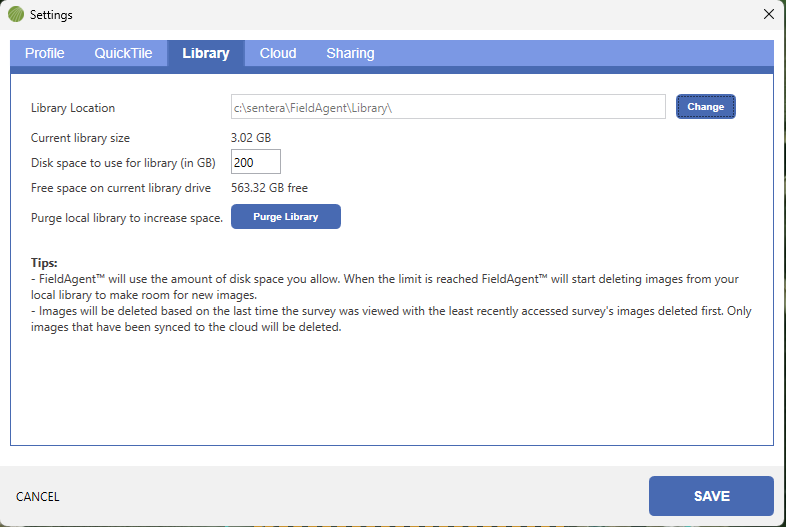 Settings
Profile QuickTile Library Cloud Sharing
Library Location c:\sentera\FieldAgent\Library\ Change
Current library size 3.02 GB
Disk space to use for library (in GB) 200
Free space on current library drive 563.32 GB free
Purge local library to increase space. Purge Library
Tips:
- FieldAgent™ will use the amount of disk space you allow. When the limit is reached FieldAgent™ will start deleting images from your
local library to make room for new images.
- Images will be deleted based on the last time the survey was viewed with the least recently accessed survey's images deleted first. Only
images that have been synced to the cloud will be deleted.
CANCEL SAVE